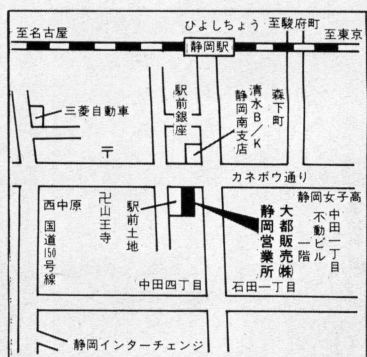 ひよしちょう
至駿府町
至名古屋
静岡駅
至東京
三菱自動車
駅前銀座
清水B/K
静岡南支店
森下町
〒
カネボウ通り
静岡女子高
西中原
国道150号線
卍山王寺
駅前土地
大都販売㈱
静岡営業所
中田一丁目
不動ビル
一階
中田四丁目
石田一丁目
静岡インターチェンジ